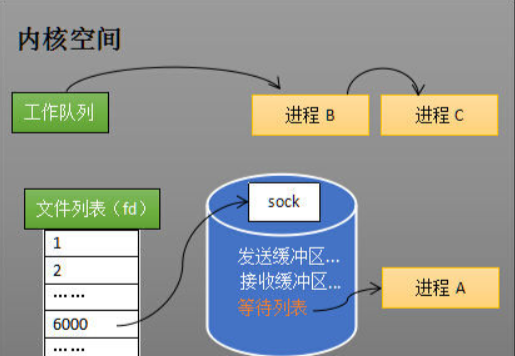 内核空间
工作队列
进程 B
进程 C
文件列表（fd）
1
2
……
6000
……
sock
发送缓冲区...
接收缓冲区...
等待列表
进程 A